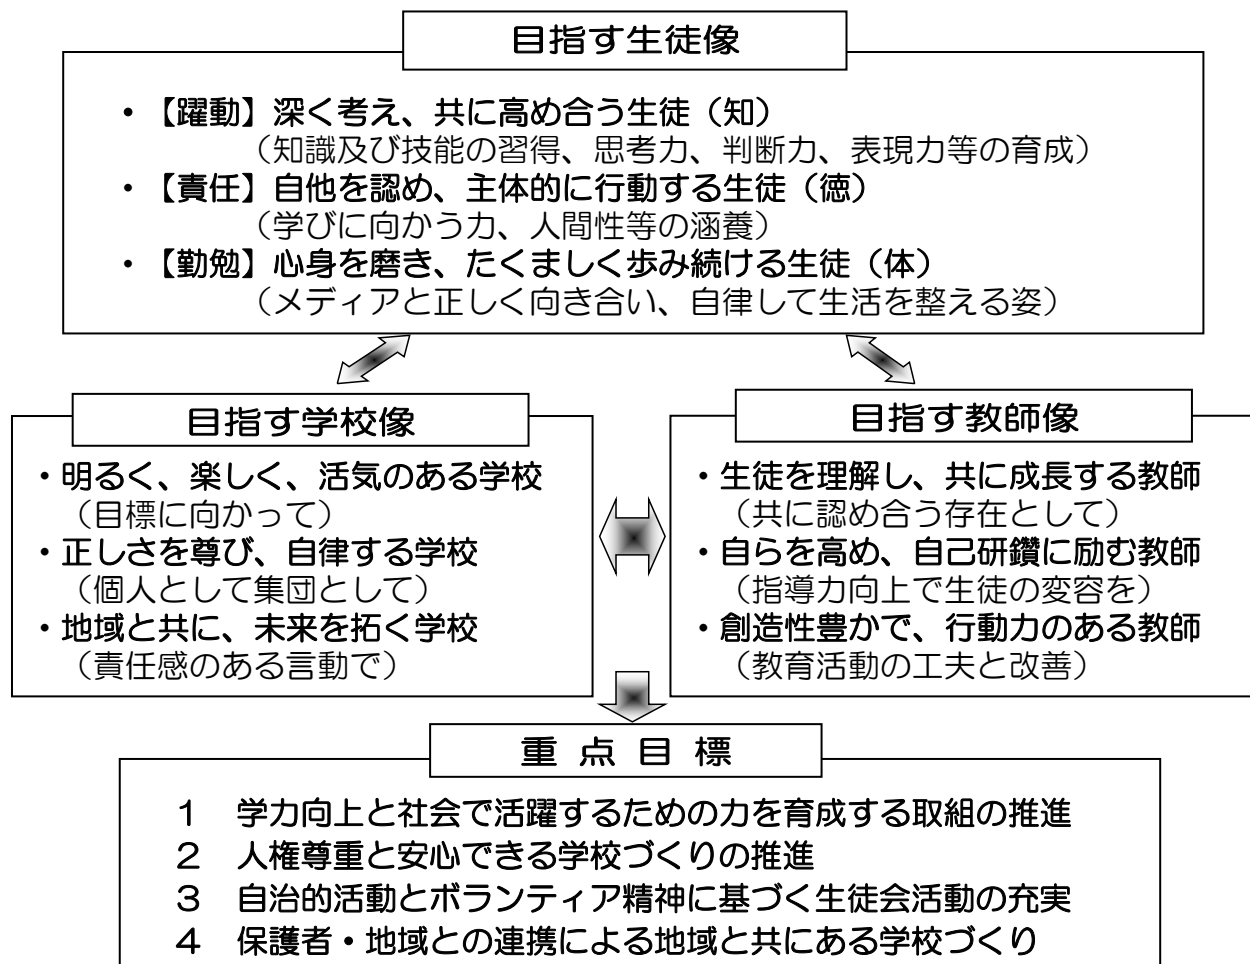 目指す生徒像
・【躍動】深く考え、共に高め合う生徒（知）
（知識及び技能の習得、思考力、判断力、表現力等の育成）
・【責任】自他を認め、主体的に行動する生徒（徳）
（学びに向かう力、人間性等の涵養）
・【勤勉】心身を磨き、たくましく歩み続ける生徒（体）
（メディアと正しく向き合い、自律して生活を整える姿）
目指す学校像
・明るく、楽しく、活気のある学校
（目標に向かって）
・正しさを尊び、自律する学校
（個人として集団として）
・地域と共に、未来を拓く学校
（責任感のある言動で）
目指す教師像
・生徒を理解し、共に成長する教師
（共に認め合う存在として）
・自らを高め、自己研鑽に励む教師
（指導力向上で生徒の変容を）
・創造性豊かで、行動力のある教師
（教育活動の工夫と改善）
重 点 目 標
１　学力向上と社会で活躍するための力を育成する取組の推進
２　人権尊重と安心できる学校づくりの推進
３　自治的活動とボランティア精神に基づく生徒会活動の充実
４　保護者・地域との連携による地域と共にある学校づくり